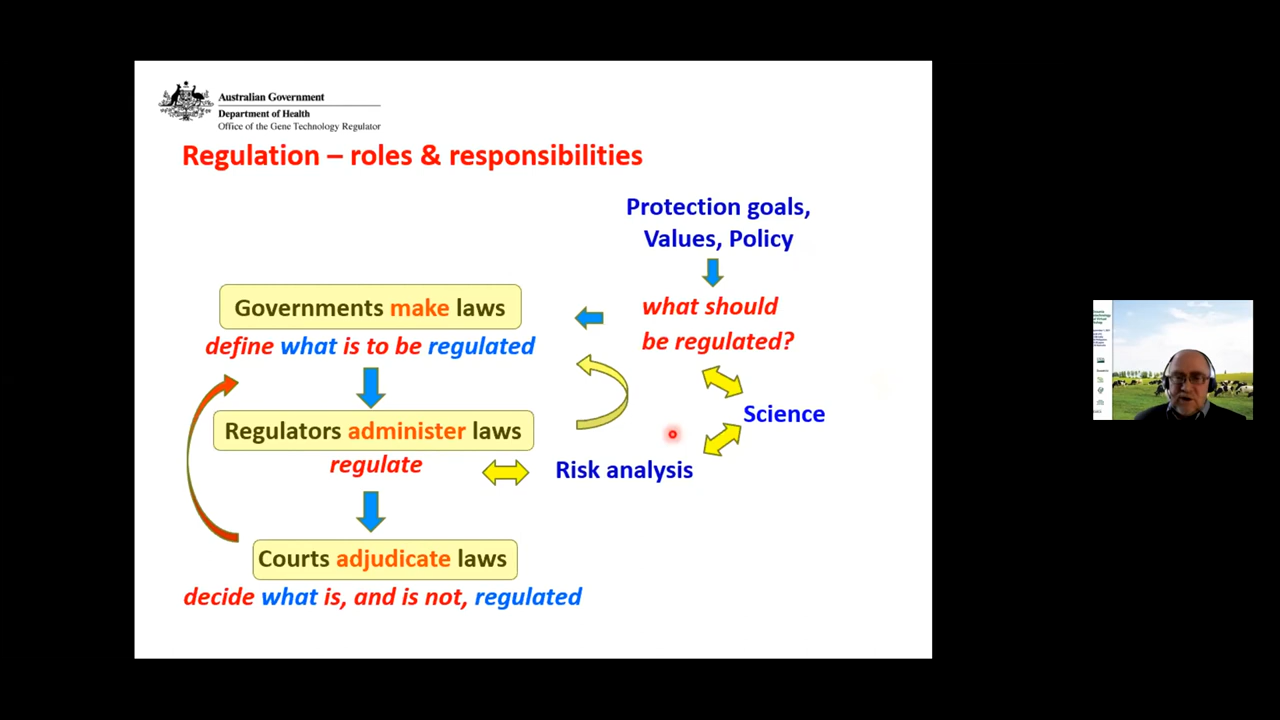 Australian Government
Department of Health
Office of the Gene Technology Regulator
Regulation – roles & responsibilities
Protection goals,
Values, Policy
what should
be regulated?
Governments make laws
define what is to be regulated
Science
Regulators administer laws
regulate
Risk analysis
Courts adjudicate laws
decide what is, and is not, regulated